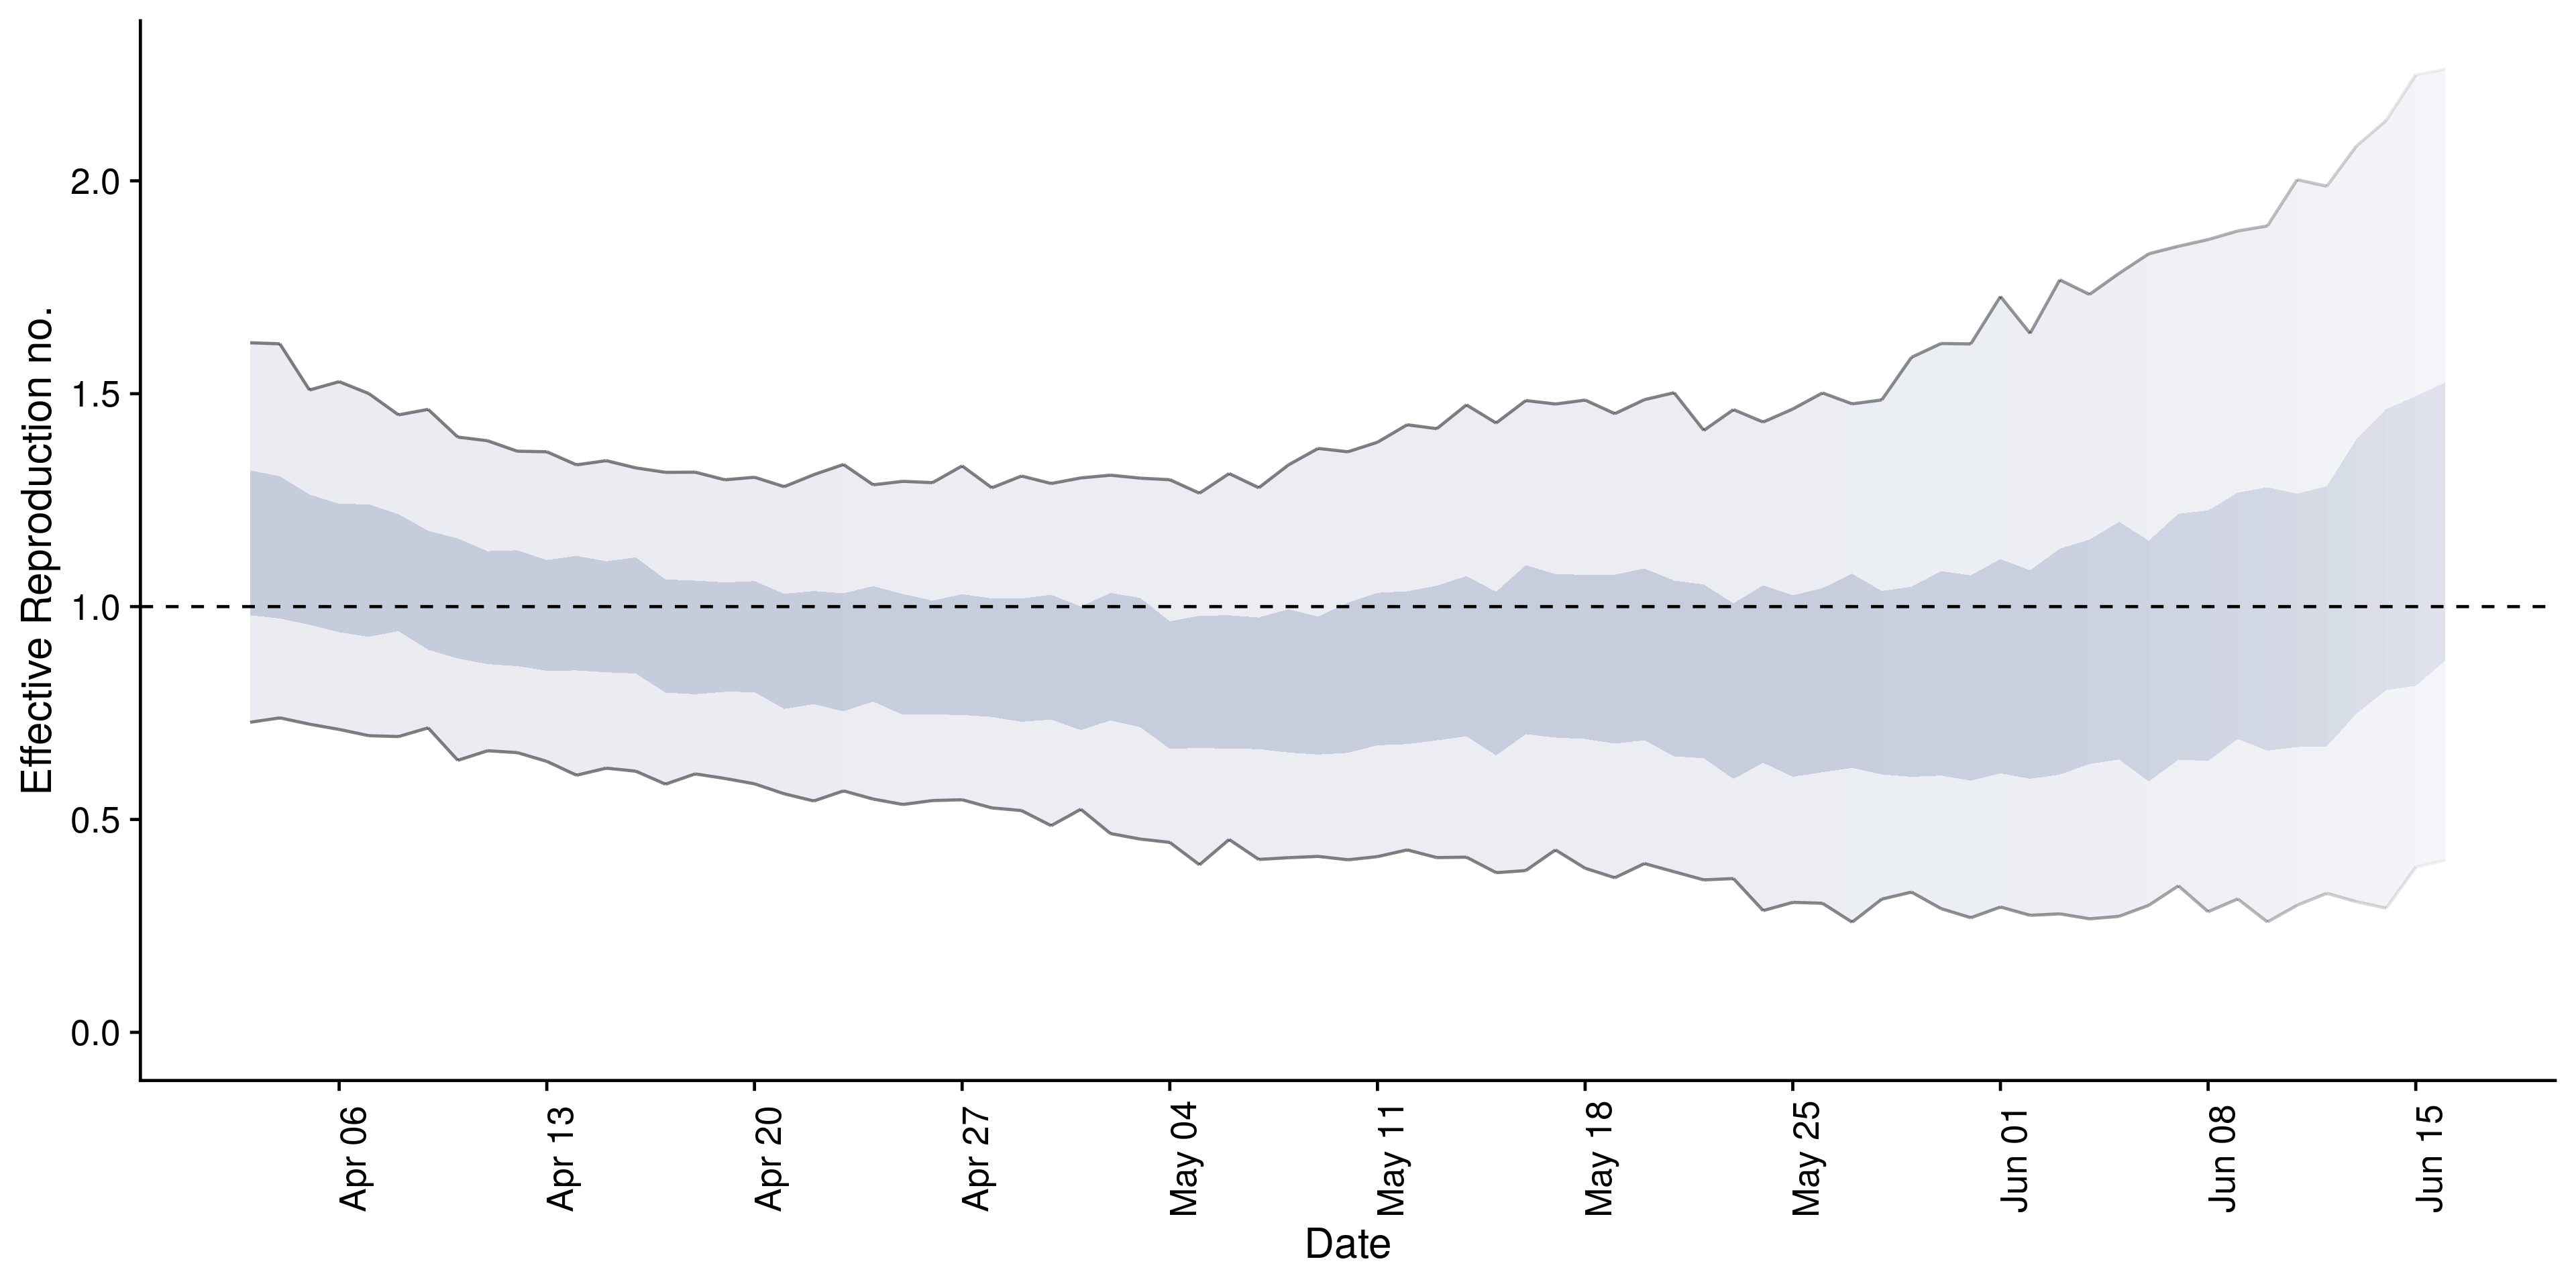 Effective Reproduction no.
2.0
1.5
1.0
0.5
0.0
Apr 06
Apr 13
Apr 20
Apr 27
May 04
May 11
May 18
May 25
Jun 01
Jun 08
Jun 15
Date